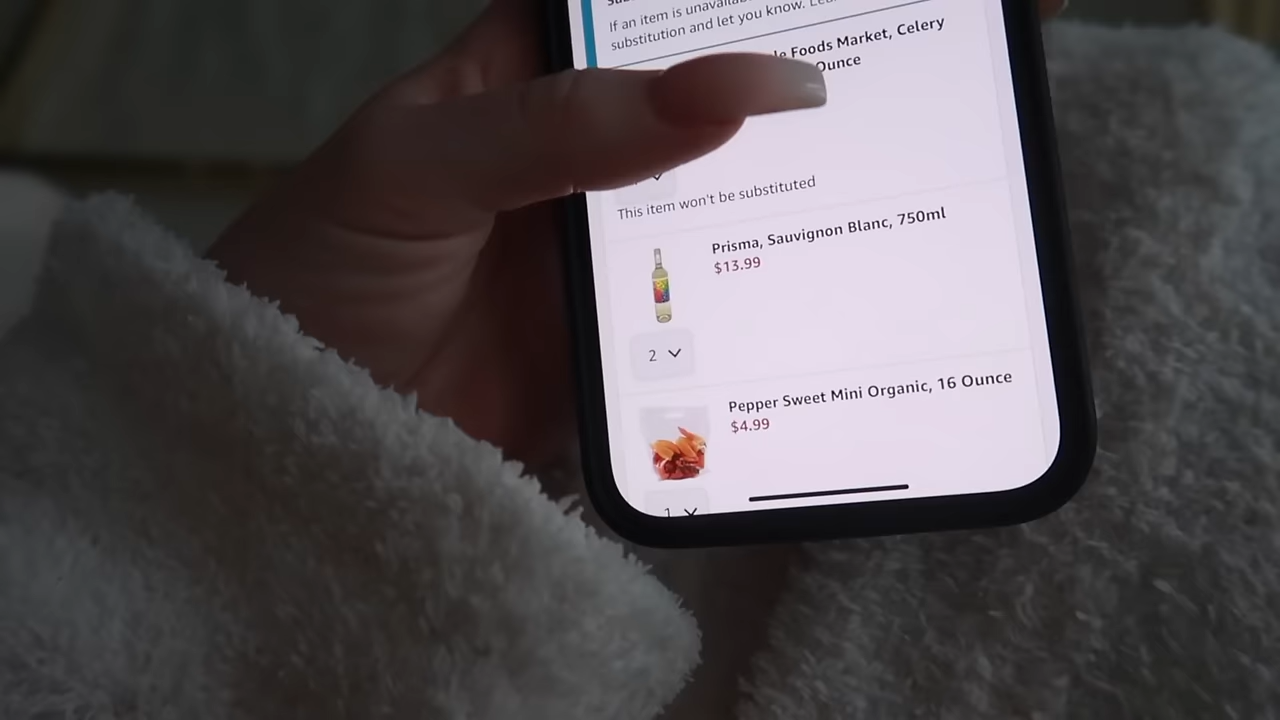 If an item is
substitution and let you know.
Foods Market, Celery
Ounce
This item won't be substituted
Prisma, Sauvignon Blanc, 750ml
$13.99
2
Pepper Sweet Mini Organic, 16 Ounce
$4.99
1